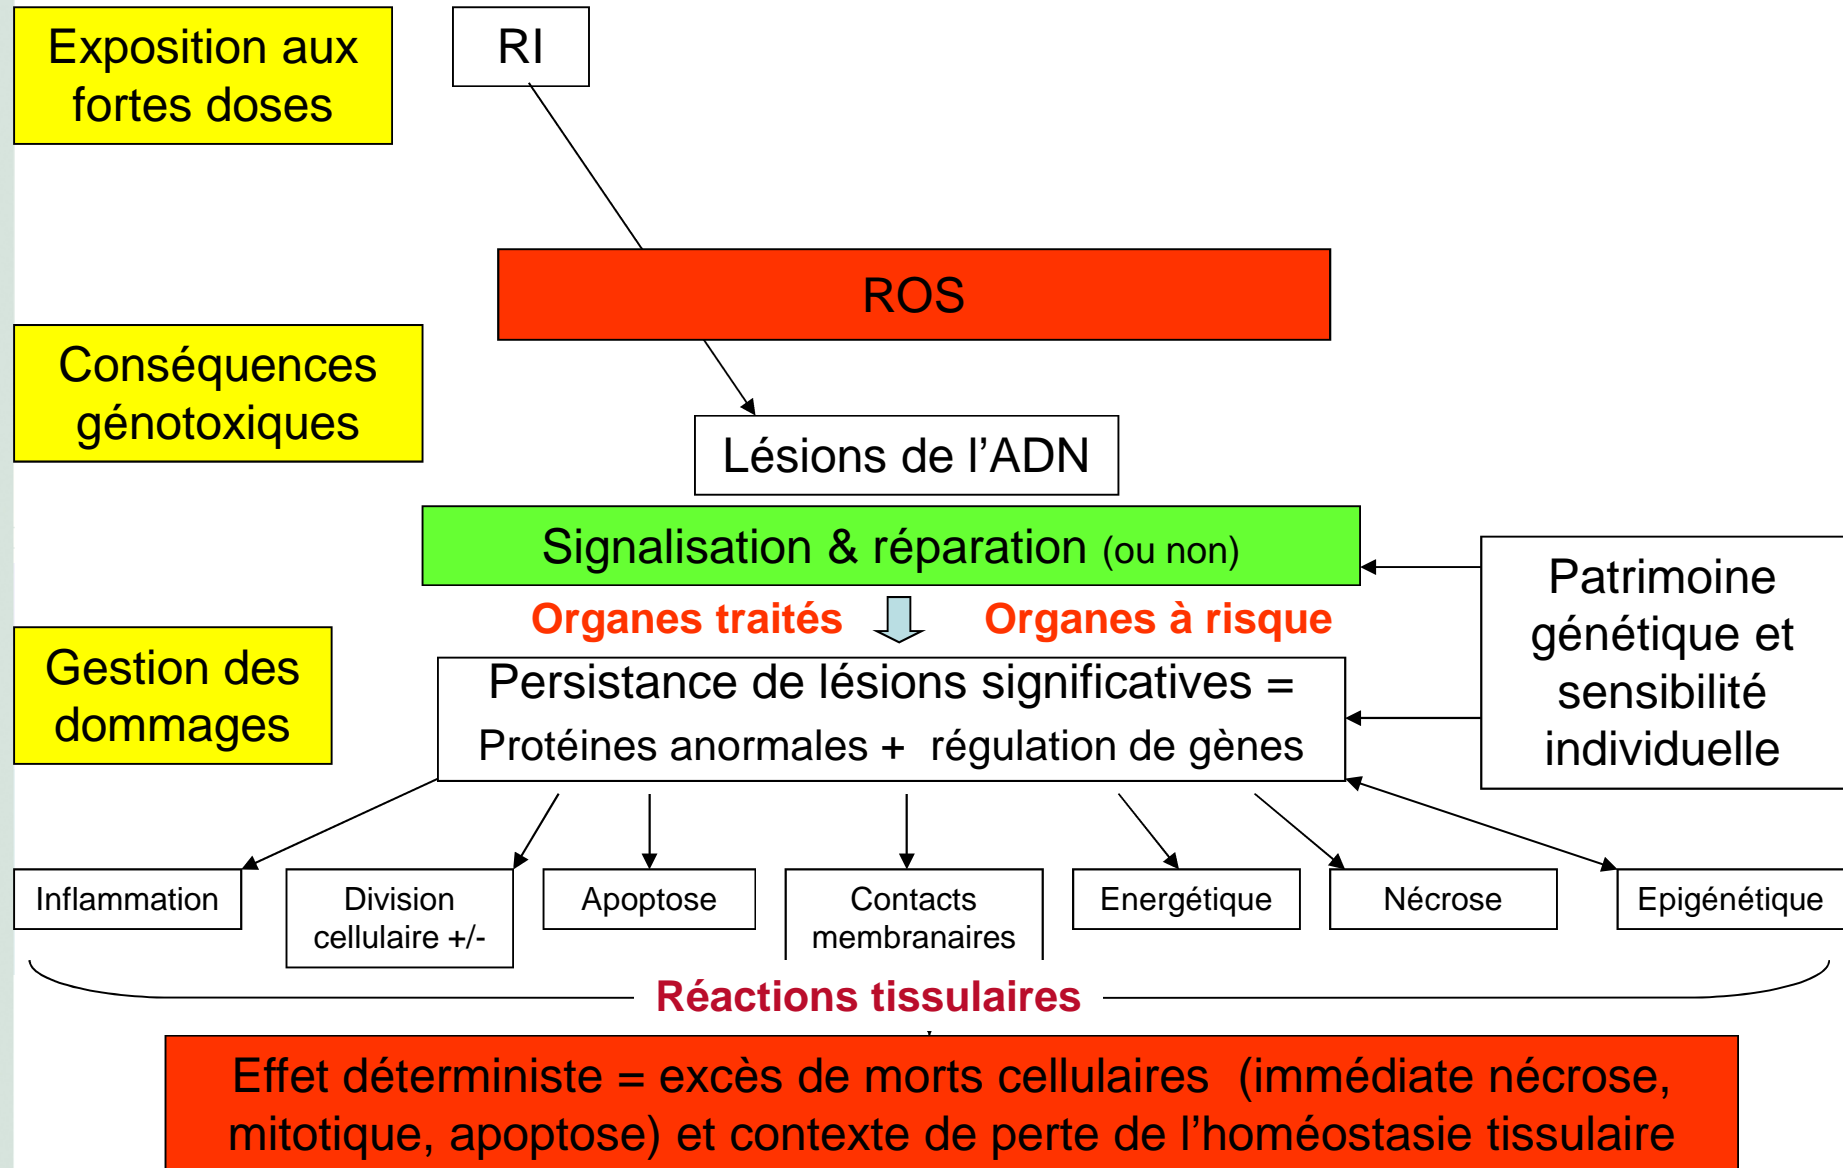 Exposition aux
fortes doses
RI
ROS
Conséquences
génotoxiques
Lésions de l’ADN
Signalisation & réparation (ou non)
Organes traités
Organes à risque
Patrimoine
génétique et
sensibilité
individuelle
Gestion des
dommages
Persistance de lésions significatives =
Protéines anormales + régulation de gènes
Inflammation
Division
cellulaire +/-
Apoptose
Contacts
membranaires
Energétique
Nécrose
Epigénétique
Réactions tissulaires
Effet déterministe = excès de morts cellulaires (immédiate nécrose,
mitotique, apoptose) et contexte de perte de l’homéostasie tissulaire